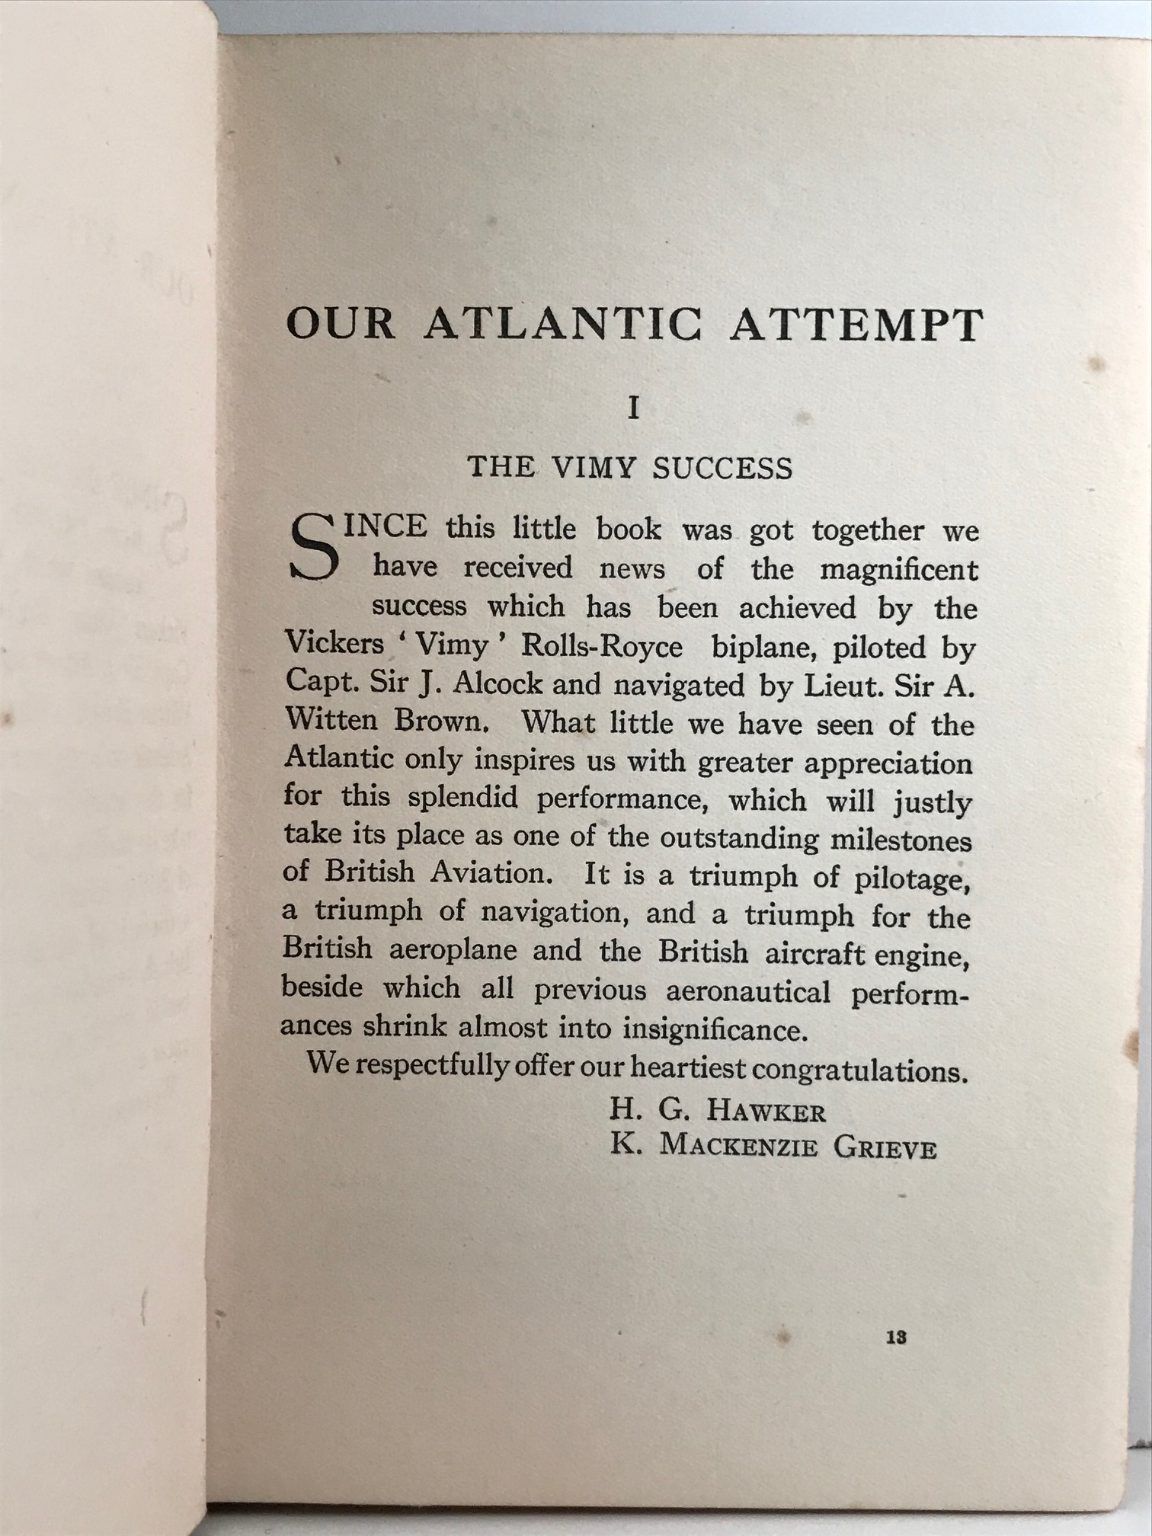 OUR ATLANTIC ATTEMPT
I
THE VIMY SUCCESS
SINCE this little book was got together we
have received news of the magnificent
success which has been achieved by the
Vickers ‘ Vimy ’ Rolls-Royce biplane, piloted by
Capt. Sir J. Alcock and navigated by Lieut. Sir A.
Witten Brown. What little we have seen of the
Atlantic only inspires us with greater appreciation
for this splendid performance, which will justly
take its place as one of the outstanding milestones
of British Aviation. It is a triumph of pilotage,
a triumph of navigation, and a triumph for the
British aeroplane and the British aircraft engine,
beside which all previous aeronautical perform-
ances shrink almost into insignificance.
We respectfully offer our heartiest congratulations.
H. G. HAWKER
K. MACKENZIE GRIEVE
13